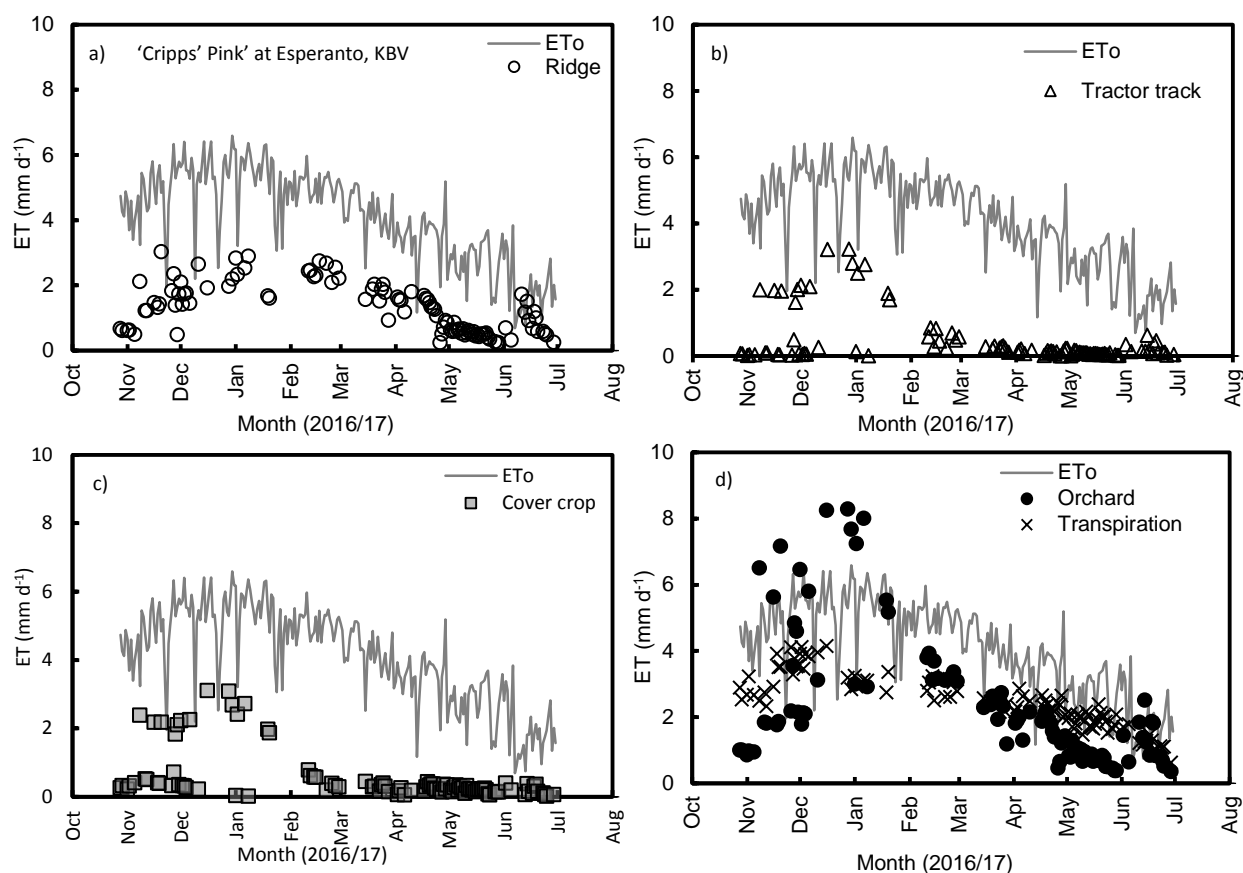 a) 'Cripps' Pink' at Esperanto, KBV
ETo
Ridge
ET (mm d-1)
10
8
6
4
2
0
Oct
Nov
Dec
Jan
Feb
Mar
Apr
May
Jun
Jul
Aug
Month (2016/17)
b)
ETo
Tractor track
10
8
6
4
2
0
Oct
Nov
Dec
Jan
Feb
Mar
Apr
May
Jun
Jul
Aug
Month (2016/17)
c)
ETo
Cover crop
ET (mm d-1)
10
8
6
4
2
0
Oct
Nov
Dec
Jan
Feb
Mar
Apr
May
Jun
Jul
Aug
Month (2016/17)
d)
ETo
Orchard
Transpiration
ET (mm d-1)
10
8
6
4
2
0
Oct
Nov
Dec
Jan
Feb
Mar
Apr
May
Jun
Jul
Aug
Month (2016/17)